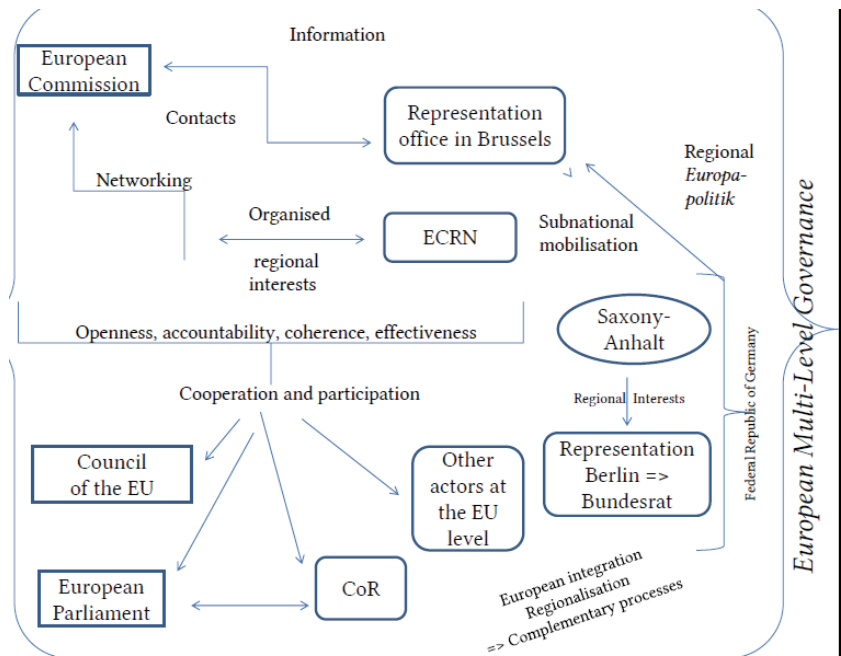 Information
European
Commission
Contacts
Representation
office in Brussels
Regional
Europa-
politik
Networking
Organised
regional
interests
ECRN
Subnational
mobilisation
Openness, accountability, coherence, effectiveness
Saxony-
Anhalt
Cooperation and participation
Regional Interests
Council
of the EU
Other
actors at
the EU
level
Representation
Berlin =>
Bundesrat
European
Parliament
CoR
European integration
Regionalisation
=> Complementary processes
Federal Republic of Germany
European Multi-Level Governance